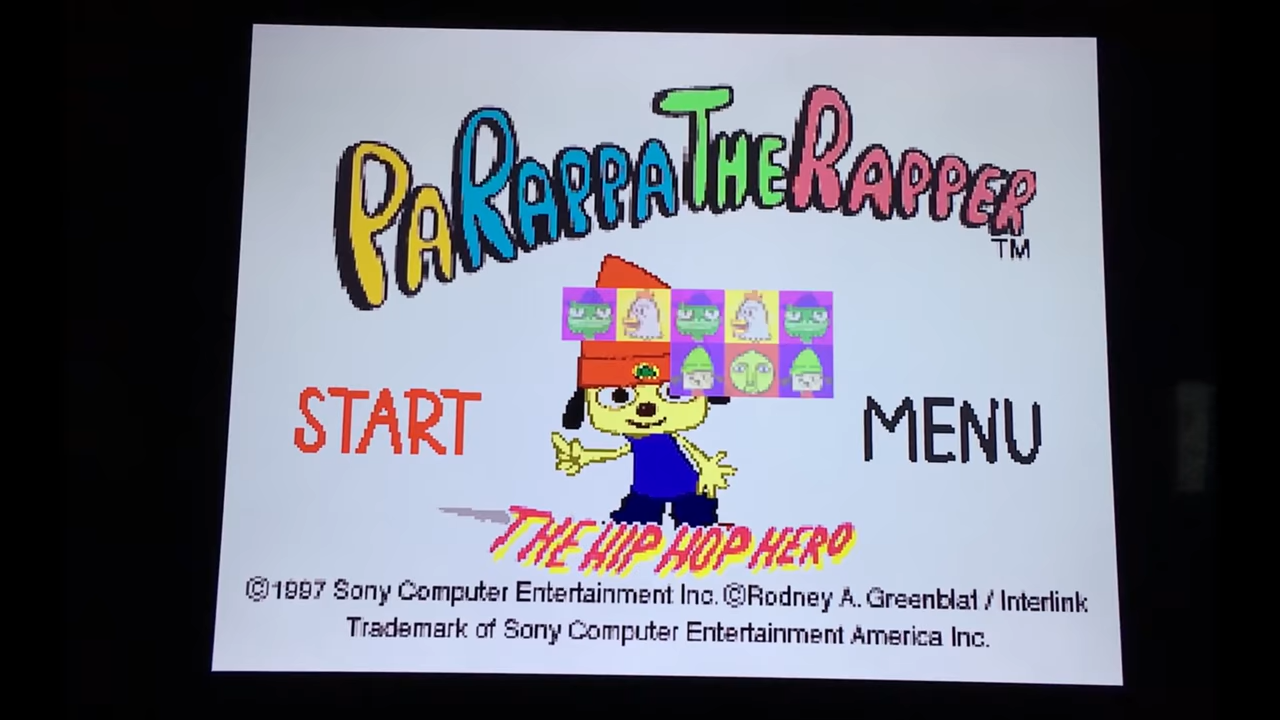 PARAPPA THE RAPPER
TM
START
MENU
THE HIP HOP HERO
©1997 Sony Computer Entertainment Inc. ©Rodney A. Greenblat / Interlink
Trademark of Sony Computer Entertainment America Inc.